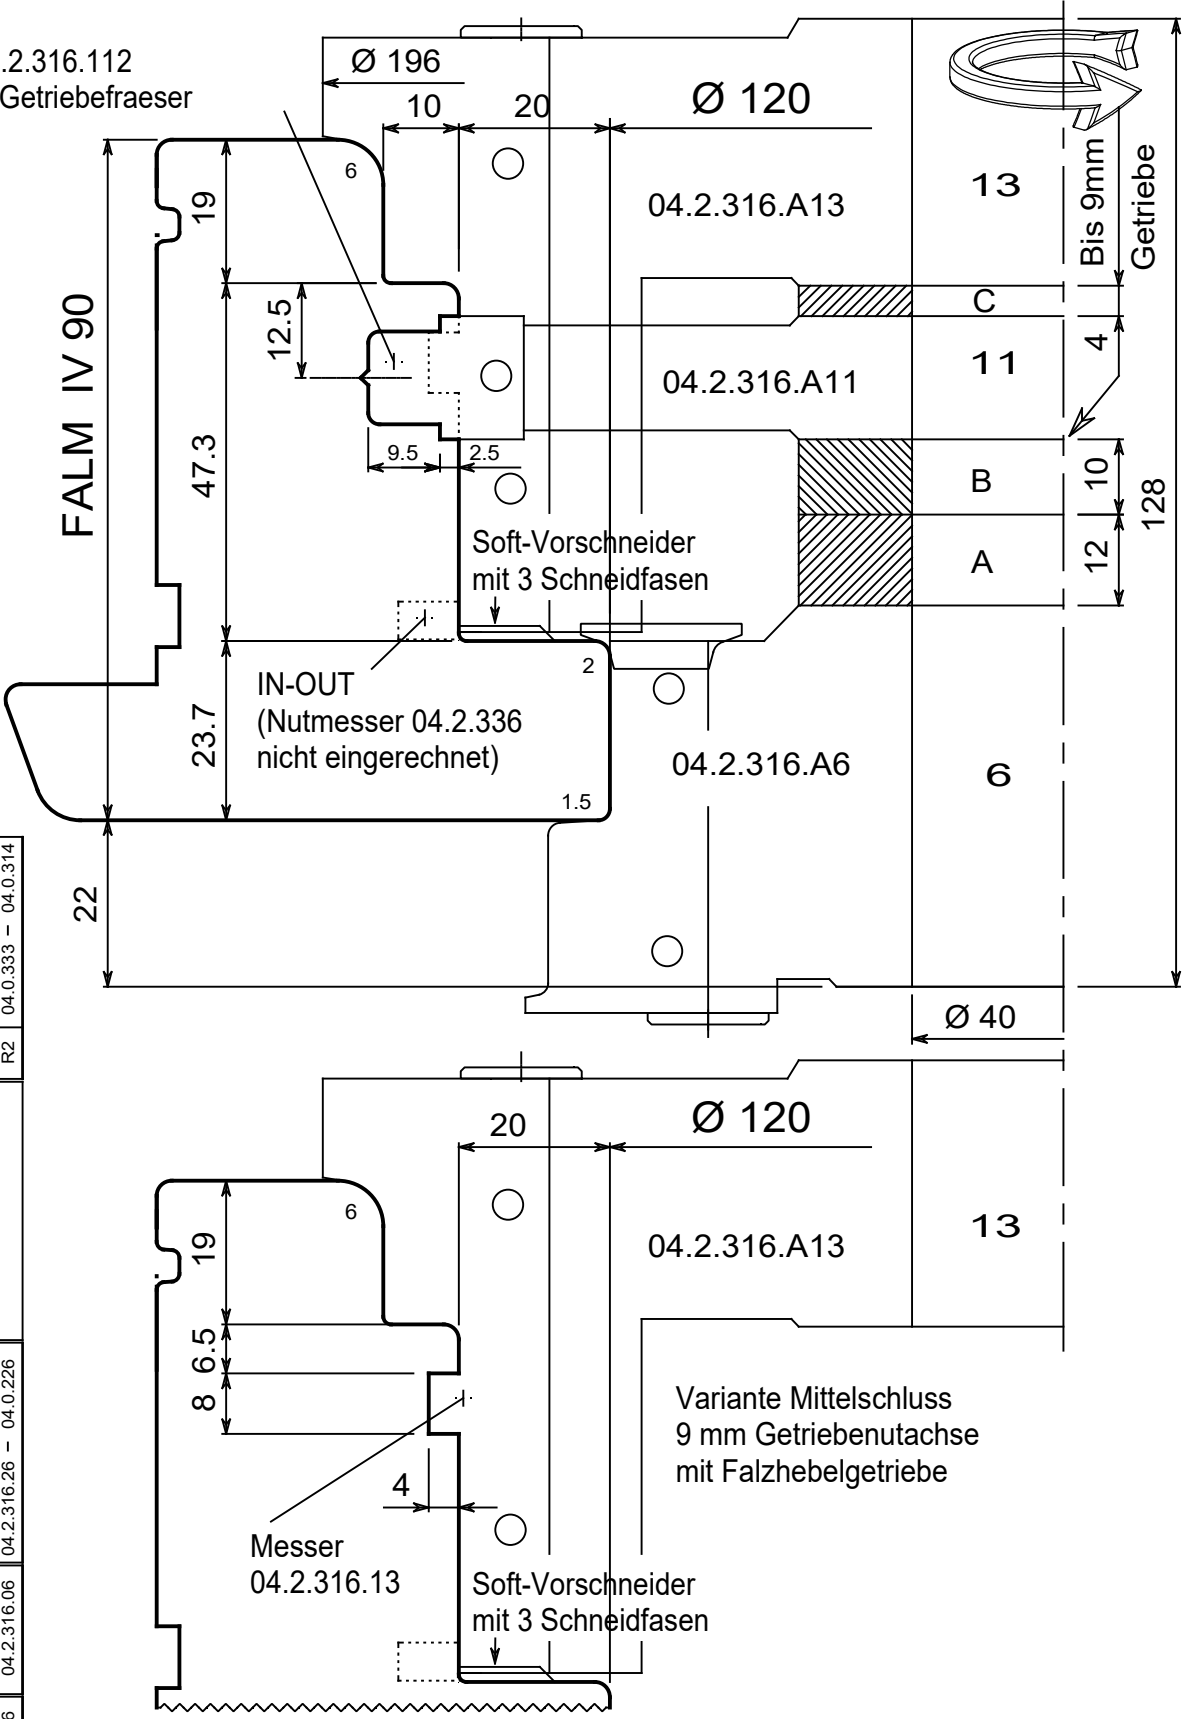 .2.316.112
Getriebefraeser
Ø 196
10
20
Ø 120
6
19
04.2.316.A13
13
Bis 9mm
Getriebe
FALM IV 90
12.5
C
4
04.2.316.A11
11
47.3
9.5
2.5
B
10
128
Soft-Vorschneider
mit 3 Schneidfasen
A
12
IN-OUT
(Nutmesser 04.2.336
nicht eingerechnet)
2
23.7
04.2.316.A6
6
1.5
22
04.0.333 – 04.0.314
R2
Ø 40
20
Ø 120
6
19
04.2.316.A13
13
6.5
8
Variante Mittelschluss
9 mm Getriebenutachse
mit Falzhebelgetriebe
4
Messer
04.2.316.13
Soft-Vorschneider
mit 3 Schneidfasen
04.2.316.26 – 04.0.226
04.2.316.06
6